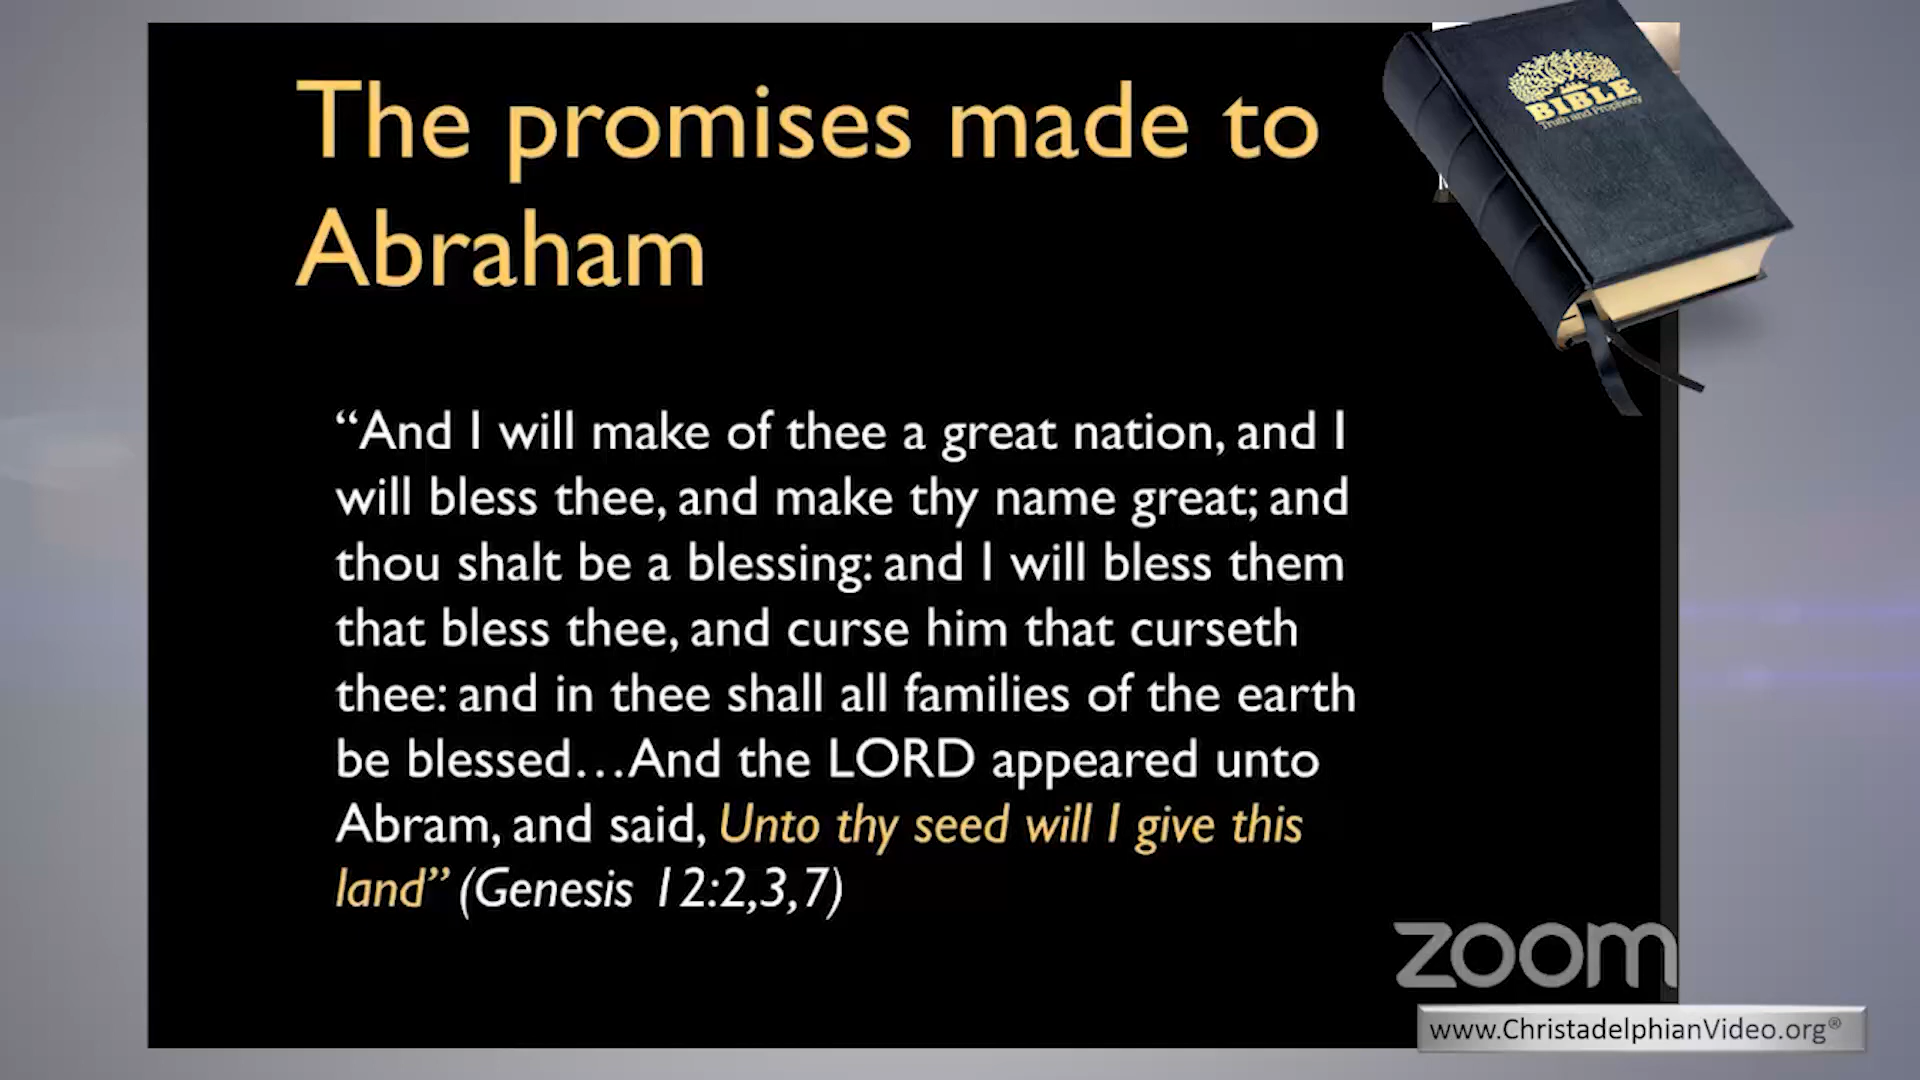 The promises made to
Abraham
BIBLE
Truth and Prophecy
“And I will make of thee a great nation, and I
will bless thee, and make thy name great; and
thou shalt be a blessing: and I will bless them
that bless thee, and curse him that curseth
thee: and in thee shall all families of the earth
be blessed…And the LORD appeared unto
Abram, and said, Unto thy seed will I give this
land” (Genesis 12:2,3,7)
zoom
www.ChristadelphianVideo.org®